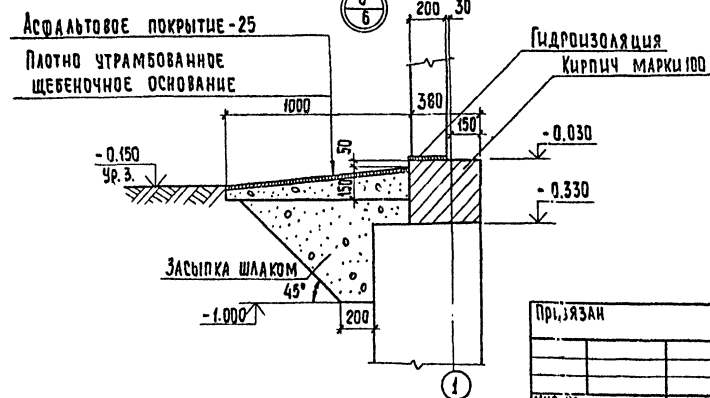 6
200 30
Асфальтовое покрытие-25
Плотно утрамбованное
щебеночное основание
Гидроизоляция
Кирпич марки 100
1000
380
150
50
150
-0.150
Ур. З.
-0,030
-0,330
Засыпка шлаком
45°
-1.000
200
Привязан
1